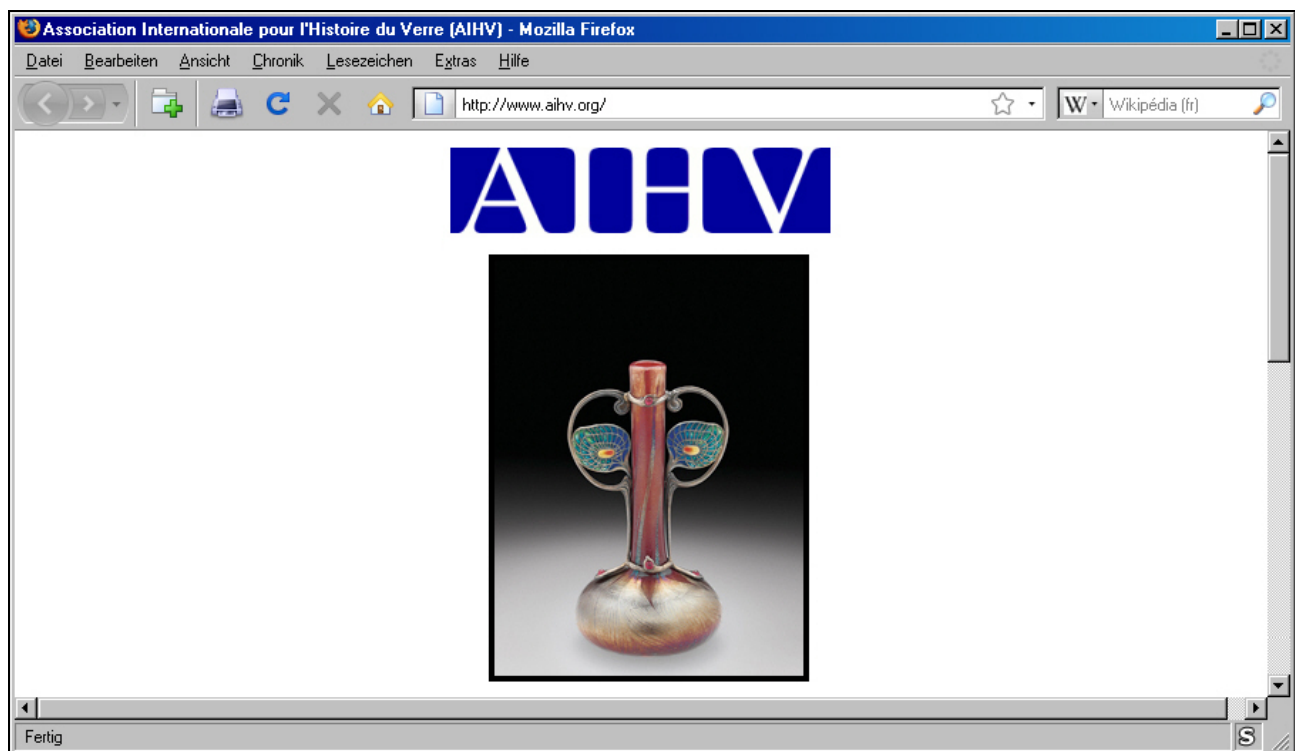 Association Internationale pour l'Histoire du Verre (AIHV) - Mozilla Firefox
Datei Bearbeiten Ansicht Chronik Lesezeichen Extras Hilfe
http://www.aihv.org/ W Wikipédia (fr)
AIHV
Fertig S